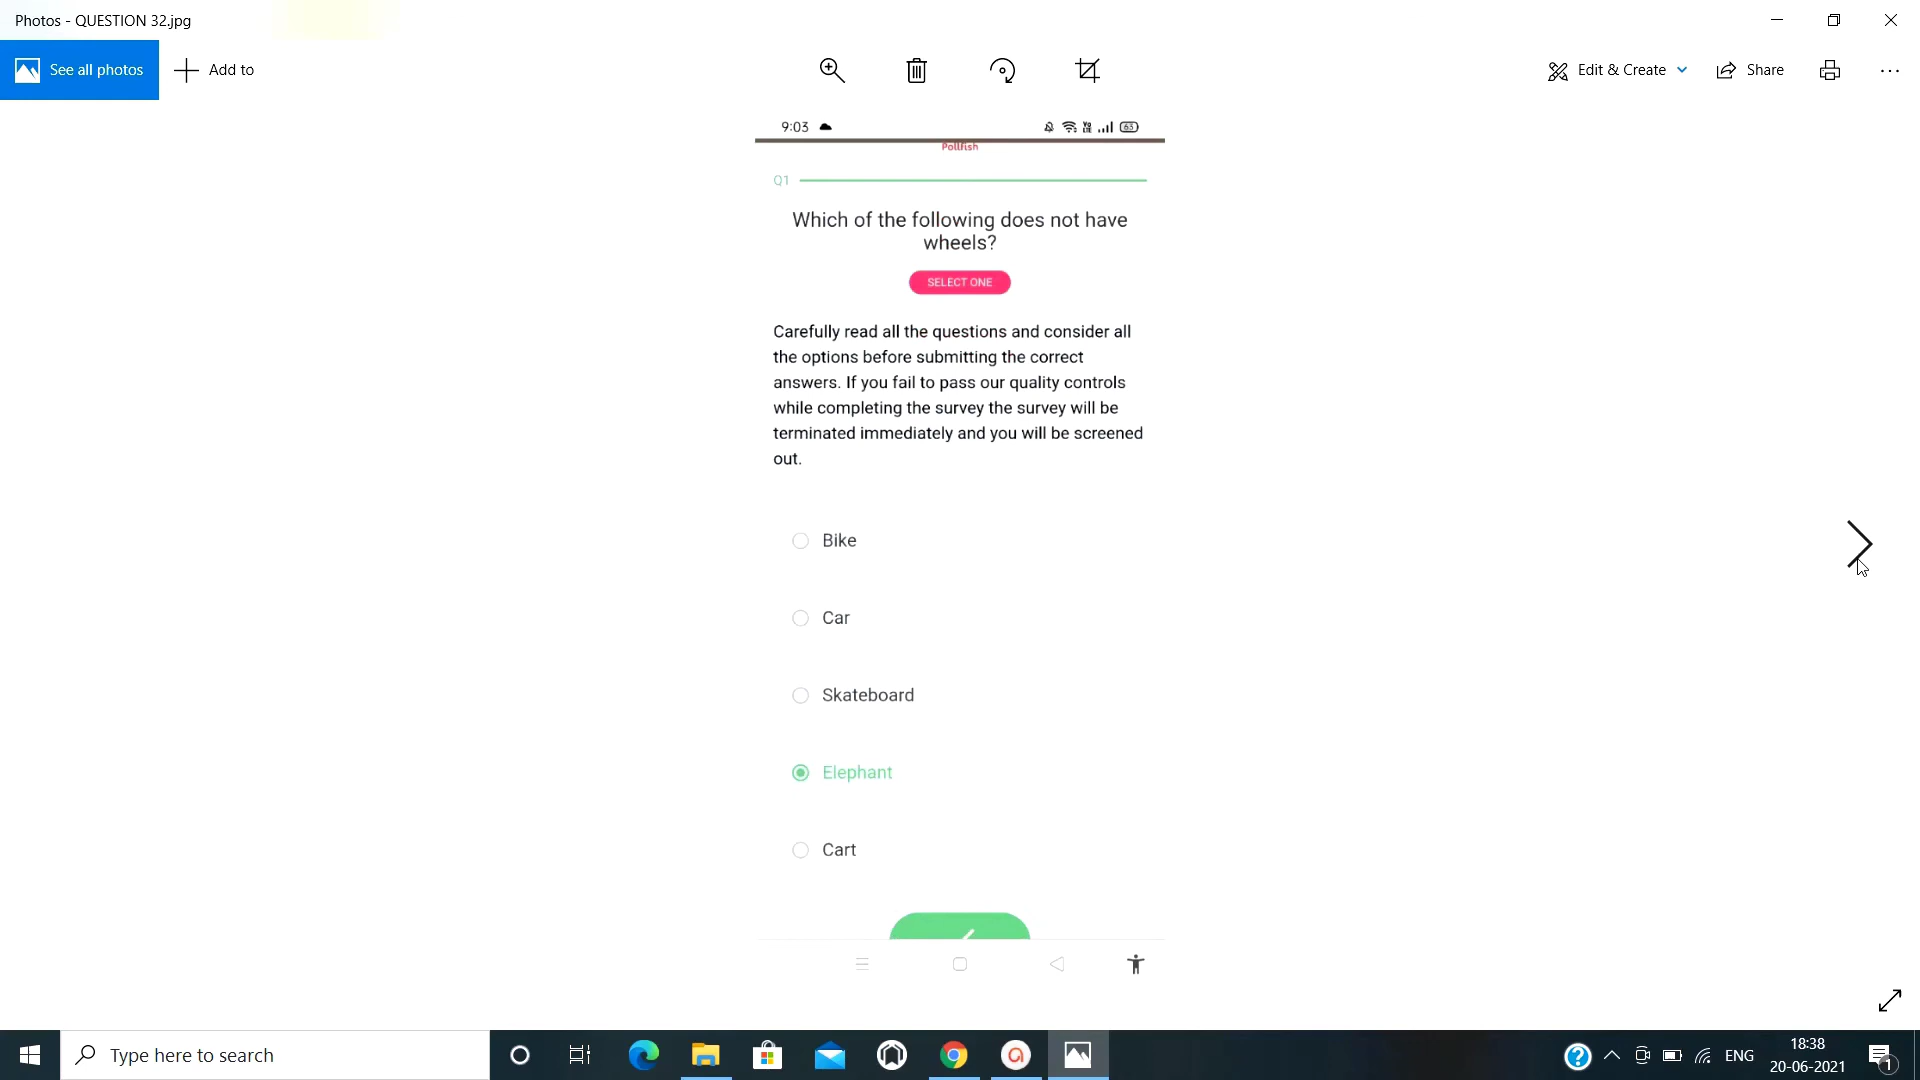 Photos - QUESTION 32.jpg
See all photos
Add to
Edit & Create
Share
9:03
63
Pollfish
Q1
Which of the following does not have
wheels?
SELECT ONE
Carefully read all the questions and consider all
the options before submitting the correct
answers. If you fail to pass our quality controls
while completing the survey the survey will be
terminated immediately and you will be screened
out.
Bike
Car
Skateboard
Elephant
Cart
Type here to search
ENG
18:38
20-06-2021
1